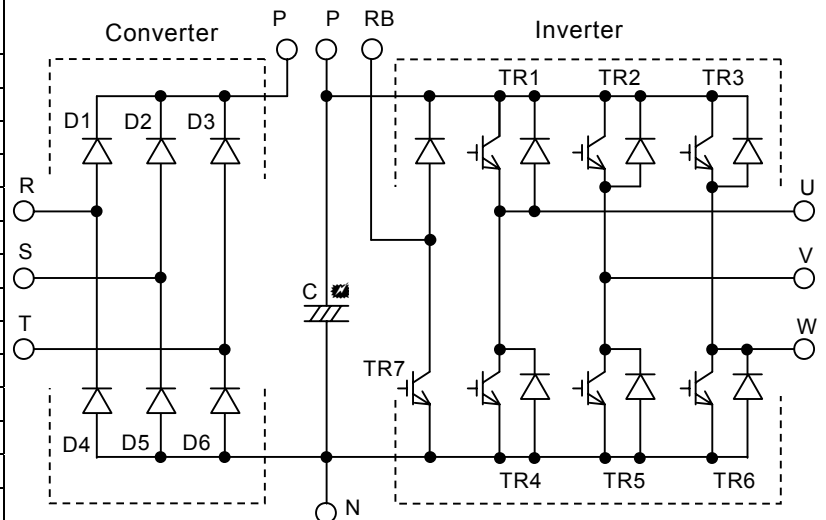 Converter
P
P
RB
Inverter
TR1
TR2
TR3
D1
D2
D3
R
U
S
V
C
T
W
TR7
D4
D5
D6
TR4
TR5
TR6
N